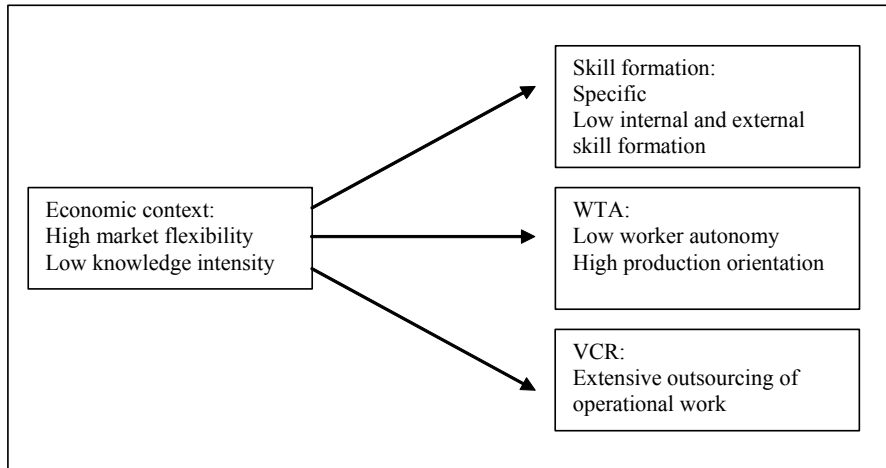 Economic context:
High market flexibility
Low knowledge intensity
Skill formation:
Specific
Low internal and external
skill formation
WTA:
Low worker autonomy
High production orientation
VCR:
Extensive outsourcing of
operational work